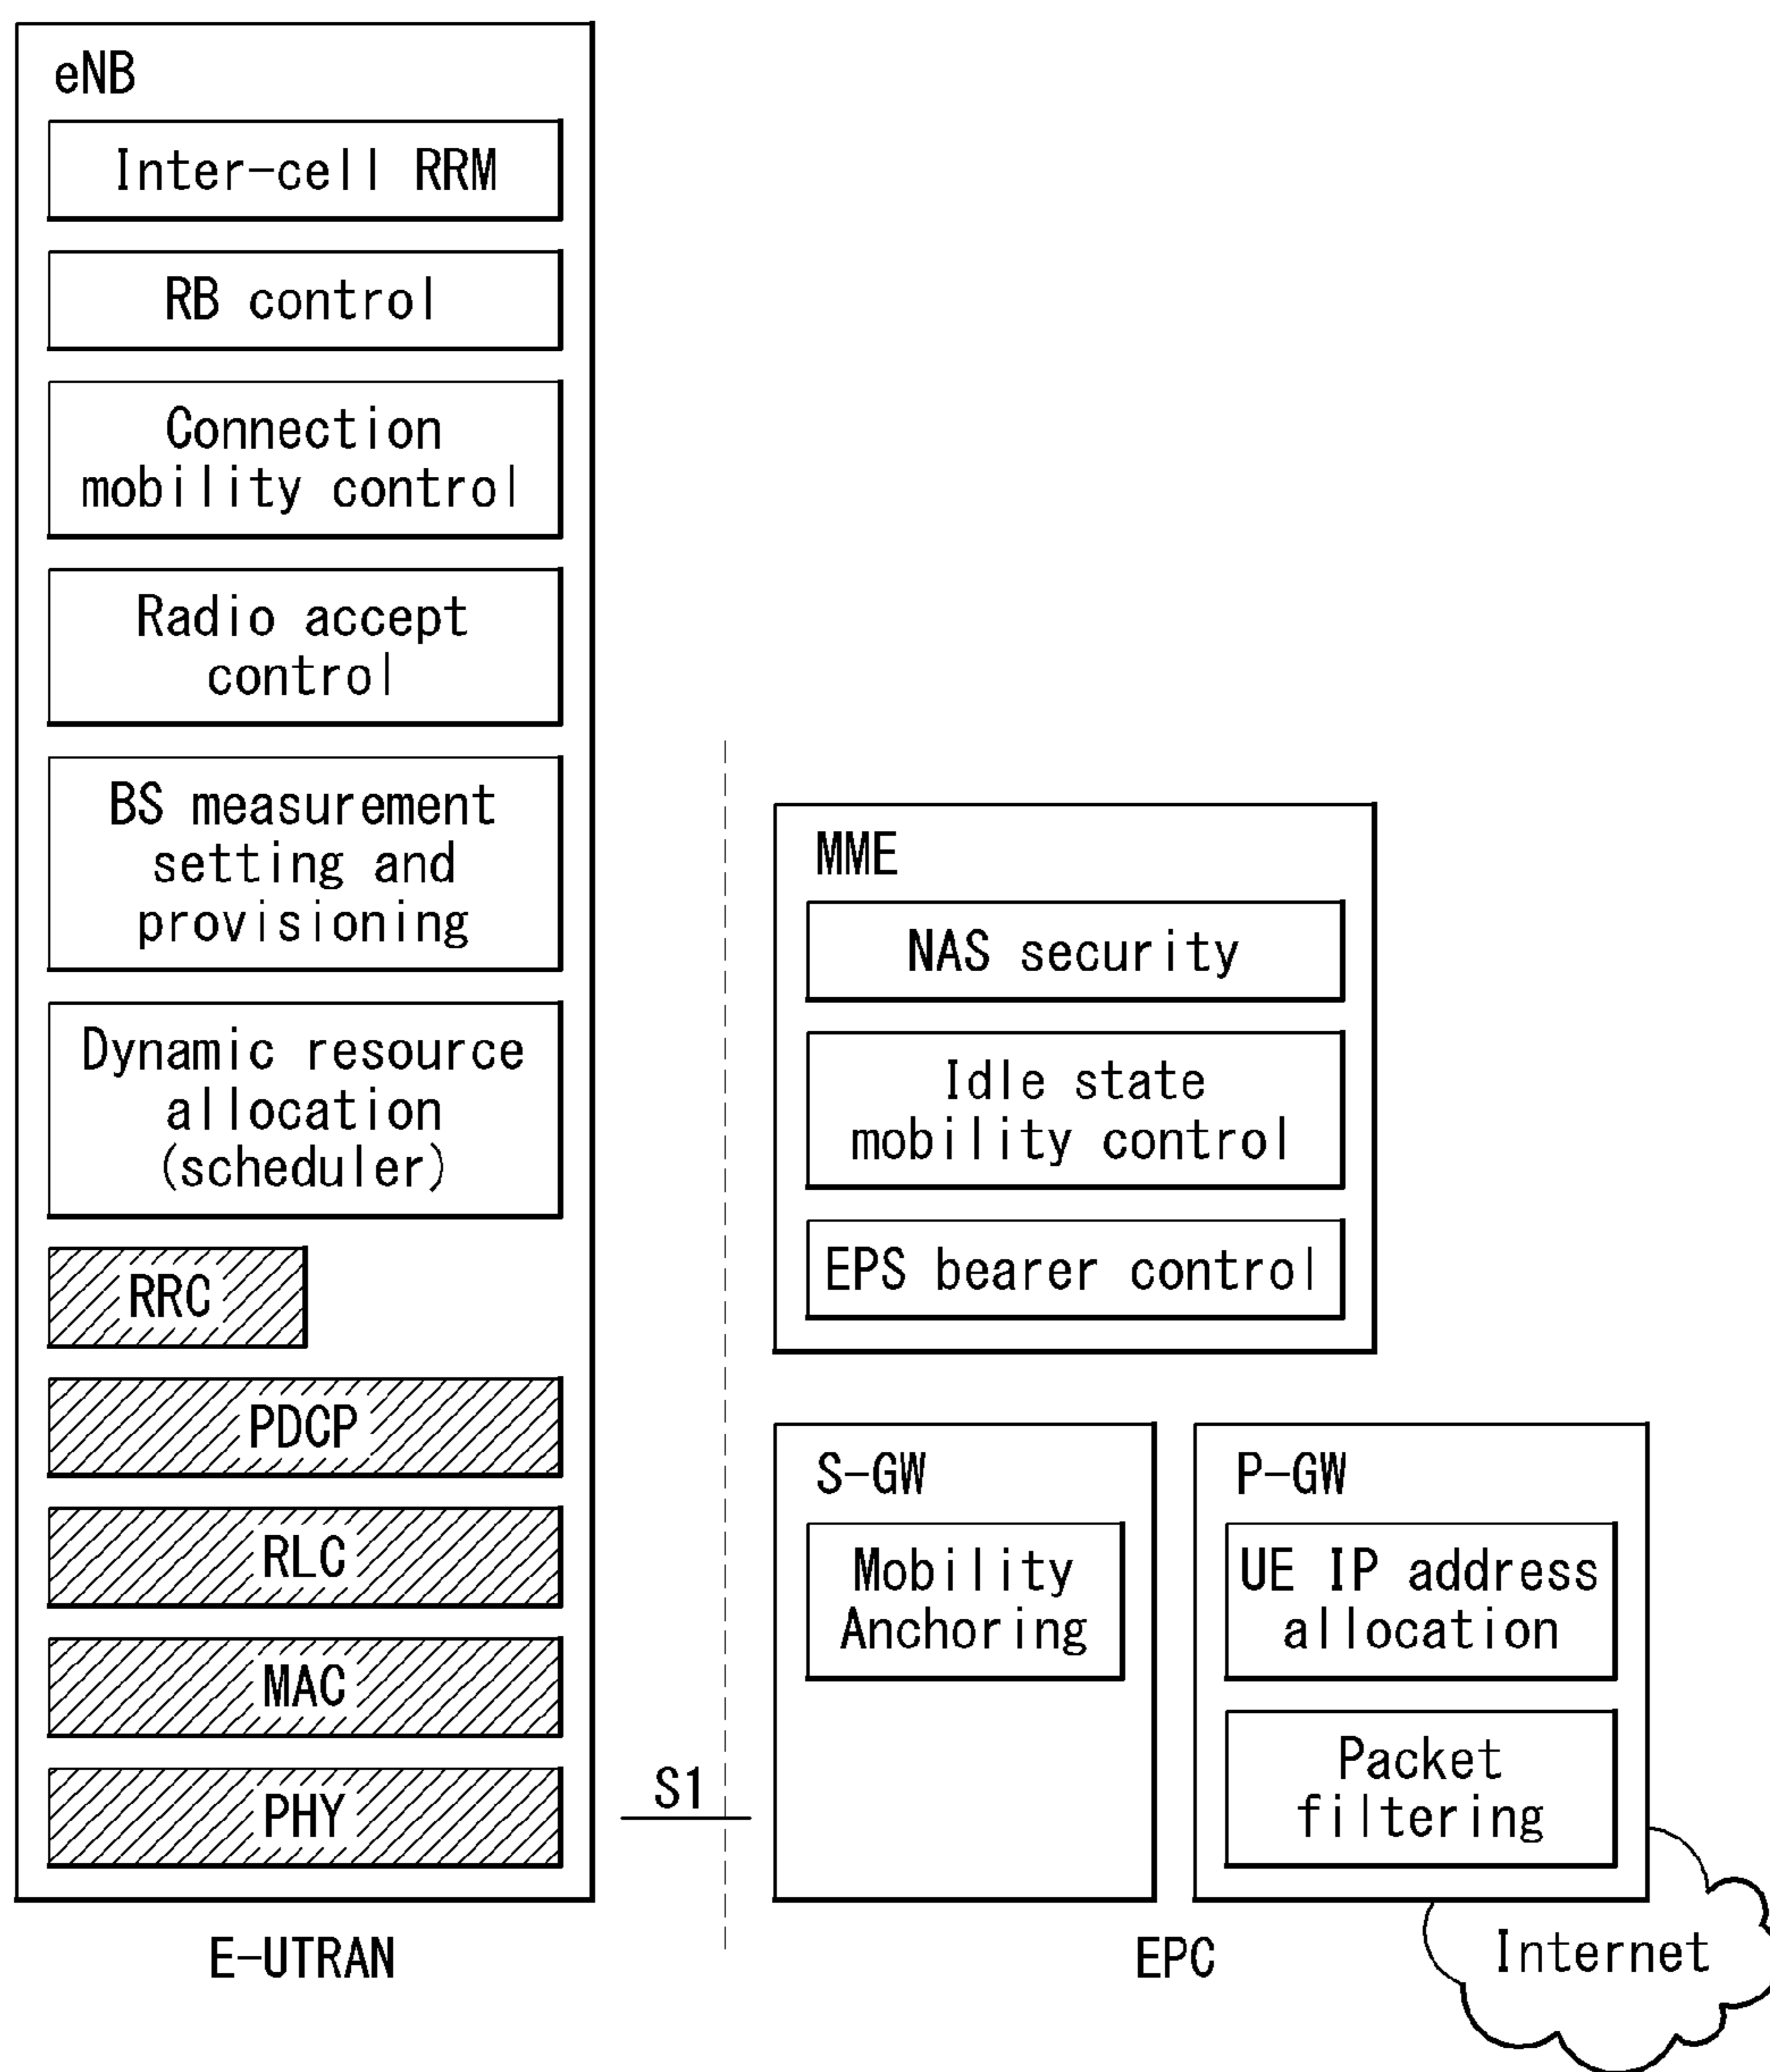 eNB
Inter-cell RRM
RB control
Connection
mobility control
Radio accept
control
BS measurement
setting and
provisioning
Dynamic resource
allocation
(scheduler)
RRC
PDCP
RLC
MAC
PHY
E-UTRAN
S1
MME
NAS security
Idle state
mobility control
EPS bearer control
S-GW
Mobility
Anchoring
P-GW
UE IP address
allocation
Packet
filtering
EPC
Internet